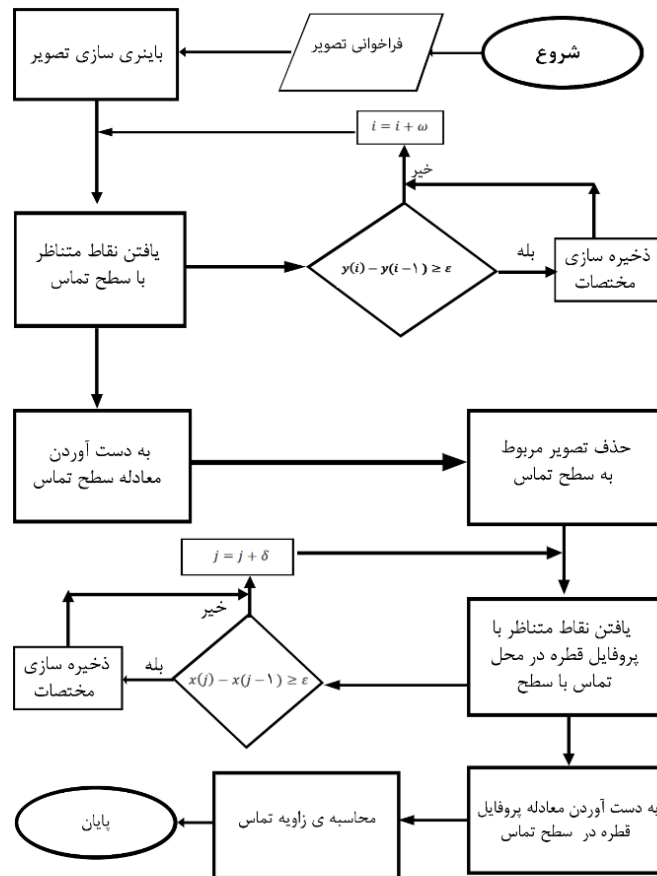 شروع
فراخوانی تصویر
باینری سازی تصویر
i = i + ω
خیر
یافتن نقاط متناظر
با سطح تماس
y(i) − y(i − ۱) ≥ ε
بله
ذخیره سازی
مختصات
به دست آوردن
معادله سطح تماس
حذف تصویر مربوط
به سطح تماس
j = j + δ
خیر
یافتن نقاط متناظر با
پروفایل قطره در محل
تماس با سطح
x(j) − x(j − ۱) ≥ ε
بله
ذخیره سازی
مختصات
به دست آوردن معادله پروفایل
قطره در سطح تماس
محاسبه ی زاویه تماس
پایان